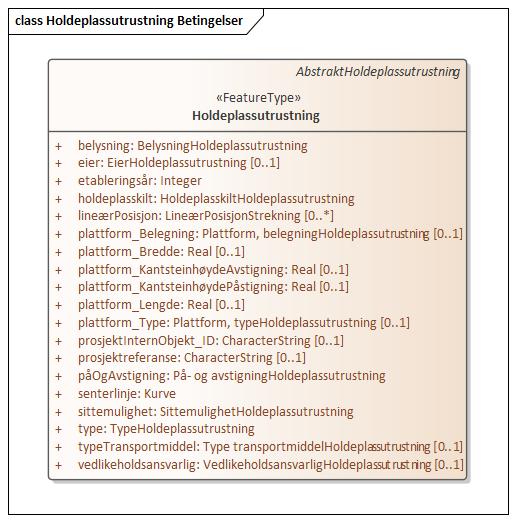 class Holdeplassutrustning Betingelser
AbstraktHoldeplassutrustning
«FeatureType»
Holdeplassutrustning
+ belysning: BelysningHoldeplassutrustning
+ eier: EierHoldeplassutrustning [0..1]
+ etableringsår: Integer
+ holdeplasskilt: HoldeplasskiltHoldeplassutrustning
+ lineærPosisjon: LineærPosisjonStrekning [0..*]
+ plattform_Belegning: Plattform, belegningHoldeplassutrustning [0..1]
+ plattform_Bredde: Real [0..1]
+ plattform_KantsteinhøydeAvstigning: Real [0..1]
+ plattform_KantsteinhøydePåstigning: Real [0..1]
+ plattform_Lengde: Real [0..1]
+ plattform_Type: Plattform, typeHoldeplassutrustning [0..1]
+ prosjektInternObjekt_ID: CharacterString [0..1]
+ prosjektreferanse: CharacterString [0..1]
+ påOgAvstigning: På- og avstigningHoldeplassutrustning
+ senterlinje: Kurve
+ sittemulighet: SittemulighetHoldeplassutrustning
+ type: TypeHoldeplassutrustning
+ typeTransportmiddel: Type transportmiddelHoldeplassutrustning [0..1]
+ vedlikeholdsansvarlig: VedlikeholdsansvarligHoldeplassutrustning [0..1]